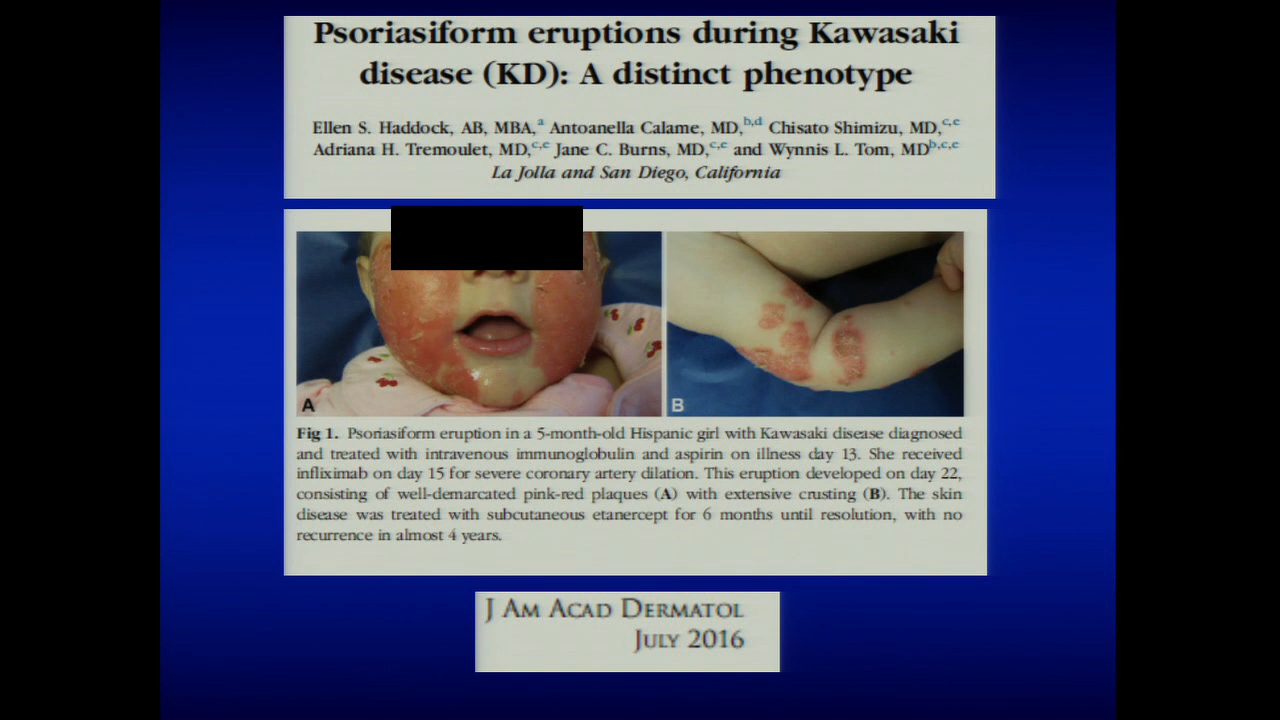 Psoriasiform eruptions during Kawasaki
disease (KD): A distinct phenotype
Ellen S. Haddock, AB, MBA,a Antoanella Calame, MD,b,d Chisato Shimizu, MD,c,e
Adriana H. Tremoulet, MD,c,e Jane C. Burns, MD,c,e and Wynnis L. Tom, MDb,c,e
La Jolla and San Diego, California
A
B
Fig 1. Psoriasiform eruption in a 5-month-old Hispanic girl with Kawasaki disease diagnosed
and treated with intravenous immunoglobulin and aspirin on illness day 13. She received
infliximab on day 15 for severe coronary artery dilation. This eruption developed on day 22,
consisting of well-demarcated pink-red plaques (A) with extensive crusting (B). The skin
disease was treated with subcutaneous etanercept for 6 months until resolution, with no
recurrence in almost 4 years.
J AM ACAD DERMATOL
JULY 2016